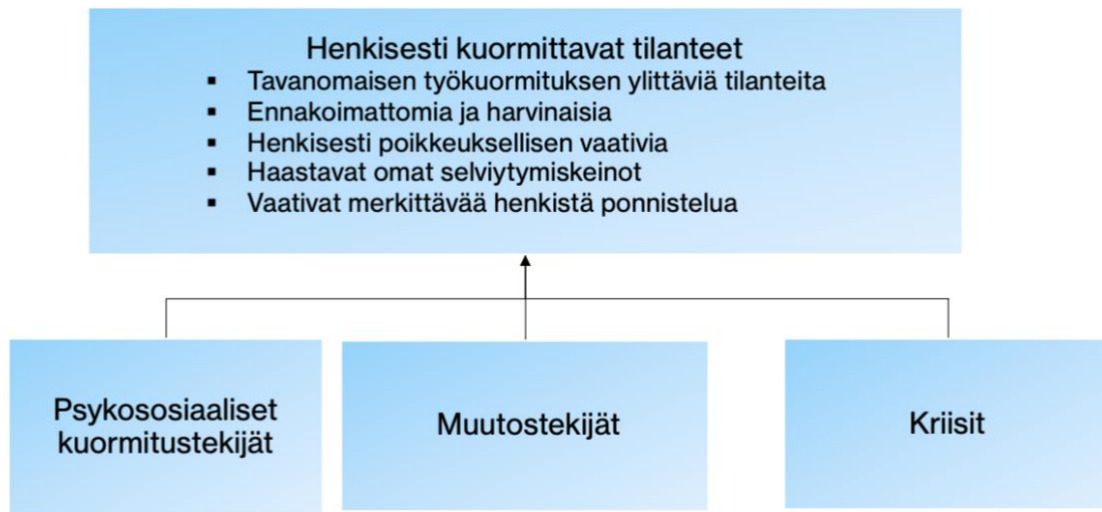 Henkisesti kuormittavat tilanteet
▪ Tavanomaisen työkuormituksen ylittäviä tilanteita
▪ Ennakoimattomia ja harvinaisia
▪ Henkisesti poikkeuksellisen vaativia
▪ Haastavat omat selviytymiskeinot
▪ Vaativat merkittävää henkistä ponnistelua
Psykososiaaliset
kuormitustekijät
Muutostekijät
Kriisit